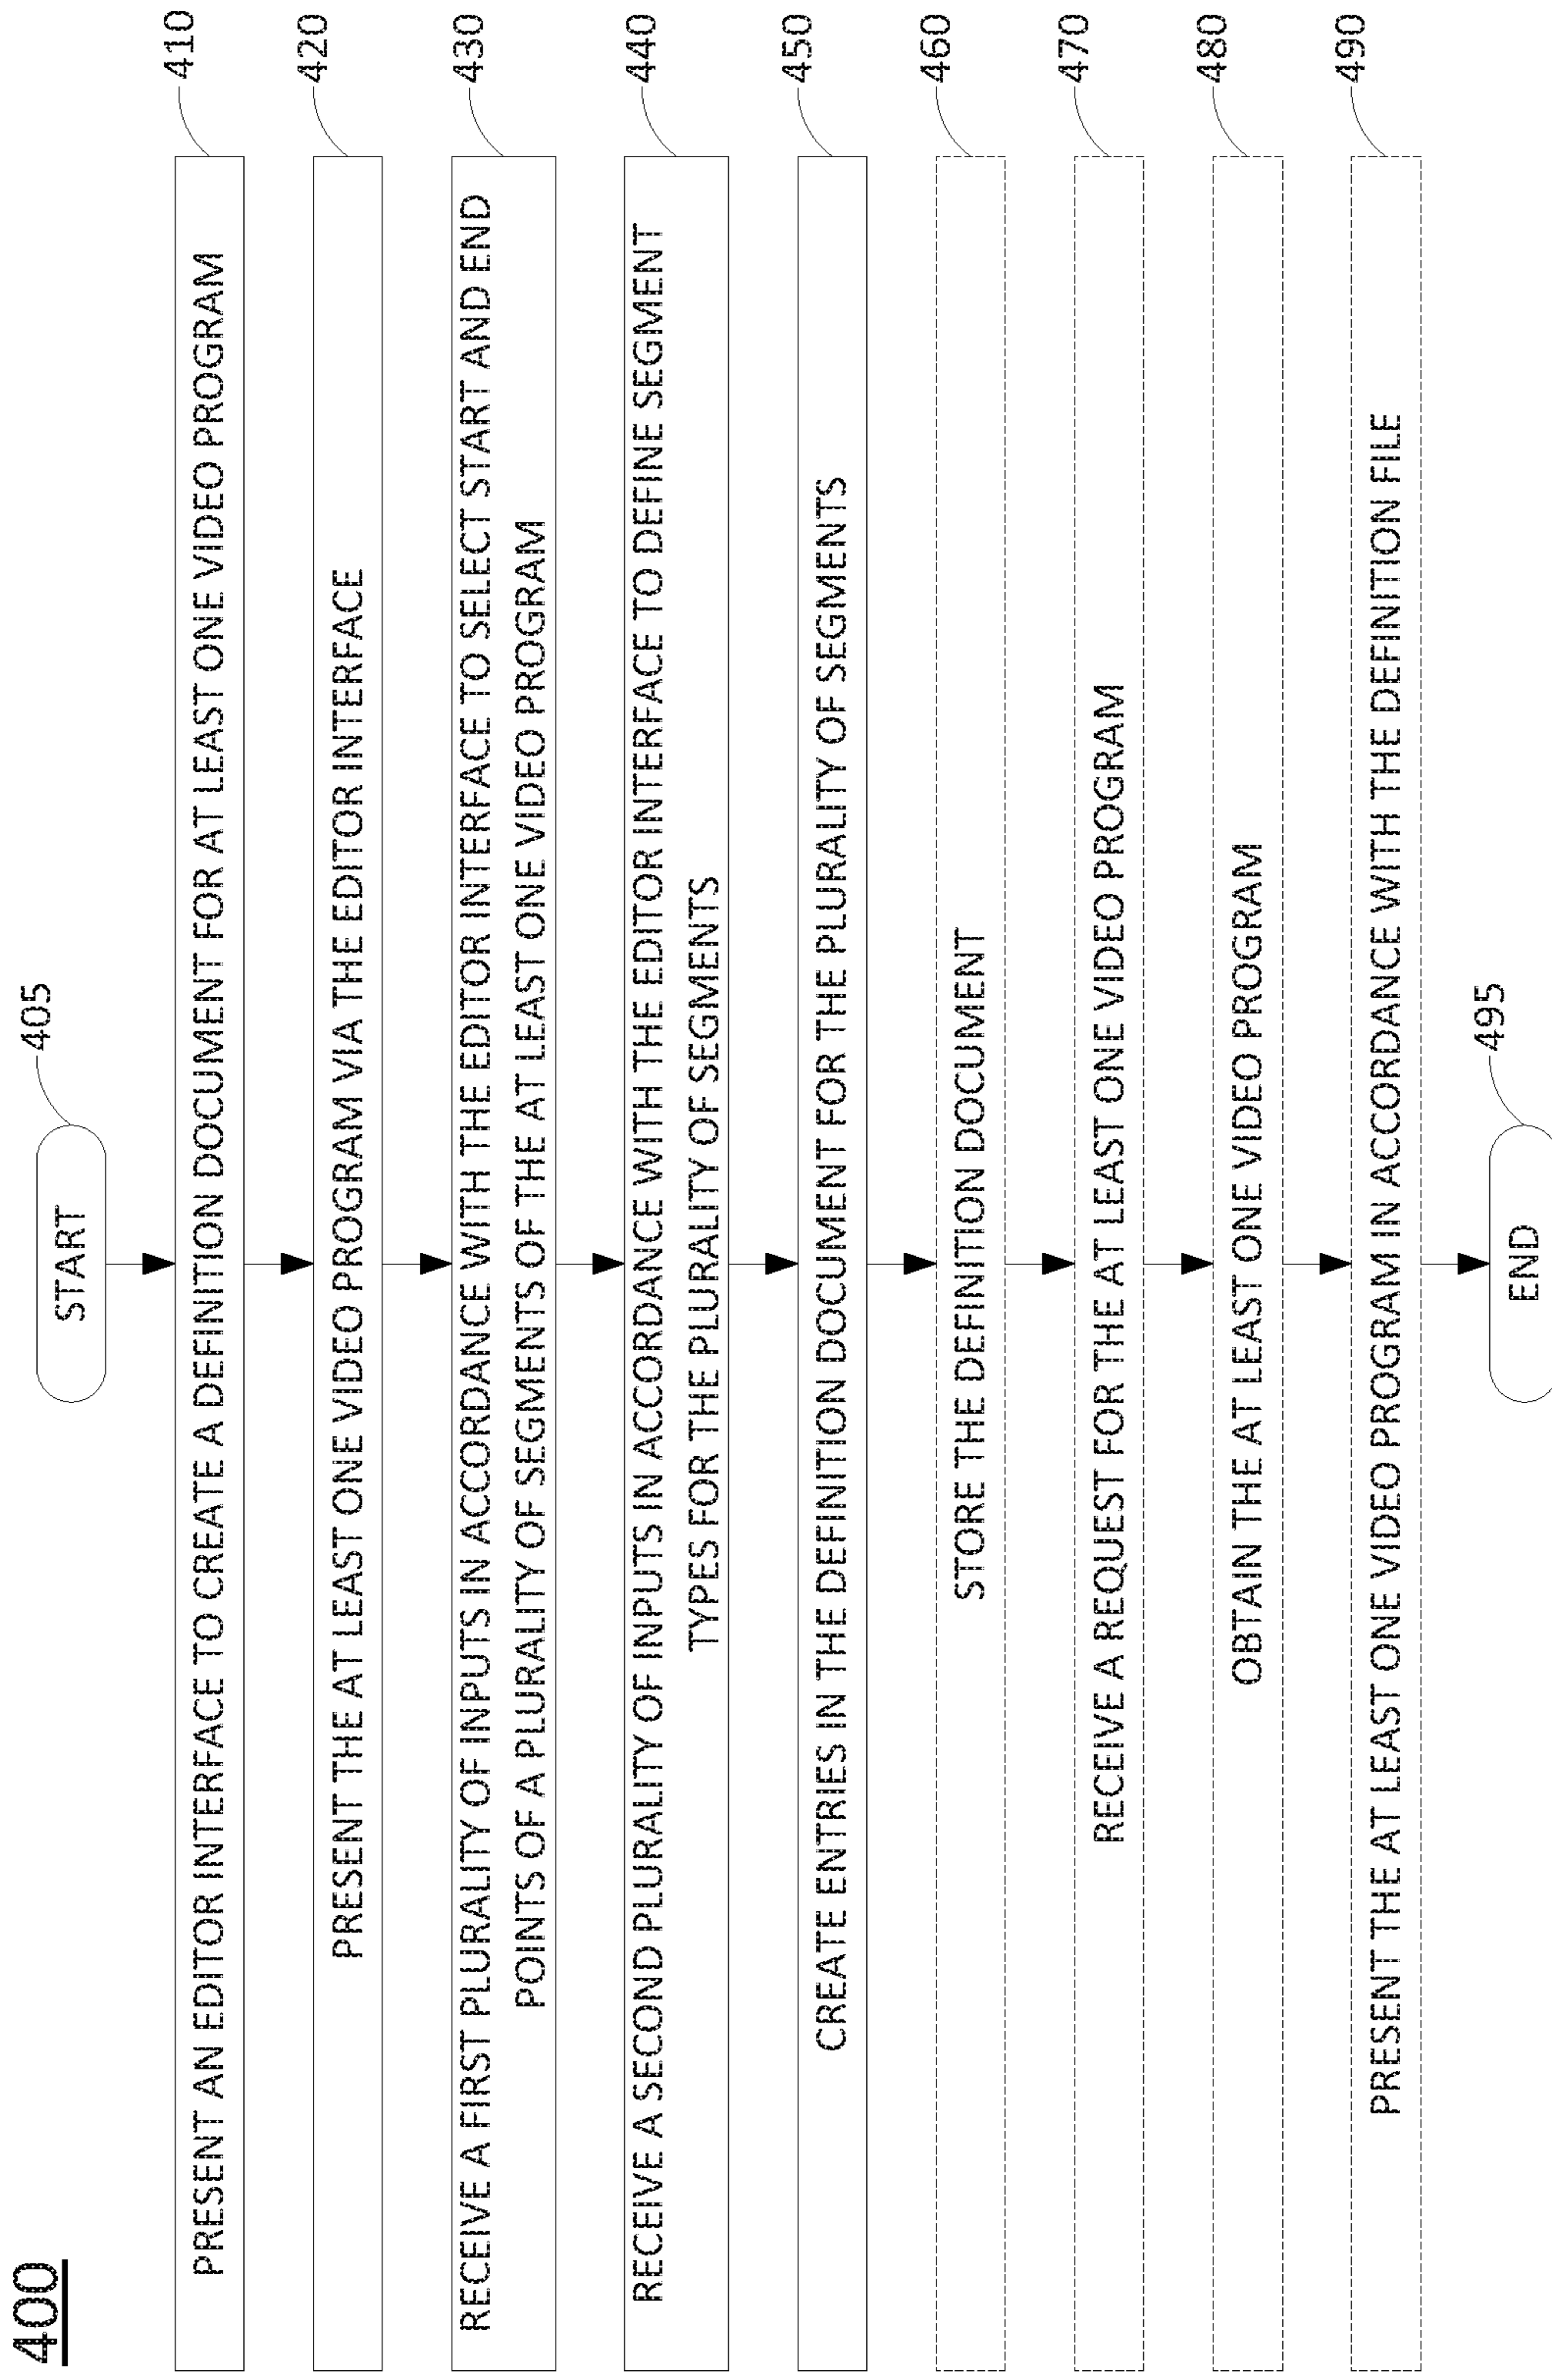 400
START
405
PRESENT AN EDITOR INTERFACE TO CREATE A DEFINITION DOCUMENT FOR AT LEAST ONE VIDEO PROGRAM
410
PRESENT THE AT LEAST ONE VIDEO PROGRAM VIA THE EDITOR INTERFACE
420
RECEIVE A FIRST PLURALITY OF INPUTS IN ACCORDANCE WITH THE EDITOR INTERFACE TO SELECT START AND END
POINTS OF A PLURALITY OF SEGMENTS OF THE AT LEAST ONE VIDEO PROGRAM
430
RECEIVE A SECOND PLURALITY OF INPUTS IN ACCORDANCE WITH THE EDITOR INTERFACE TO DEFINE SEGMENT
TYPES FOR THE PLURALITY OF SEGMENTS
440
CREATE ENTRIES IN THE DEFINITION DOCUMENT FOR THE PLURALITY OF SEGMENTS
450
STORE THE DEFINITION DOCUMENT
460
RECEIVE A REQUEST FOR THE AT LEAST ONE VIDEO PROGRAM
470
OBTAIN THE AT LEAST ONE VIDEO PROGRAM
480
PRESENT THE AT LEAST ONE VIDEO PROGRAM IN ACCORDANCE WITH THE DEFINITION FILE
490
END
495